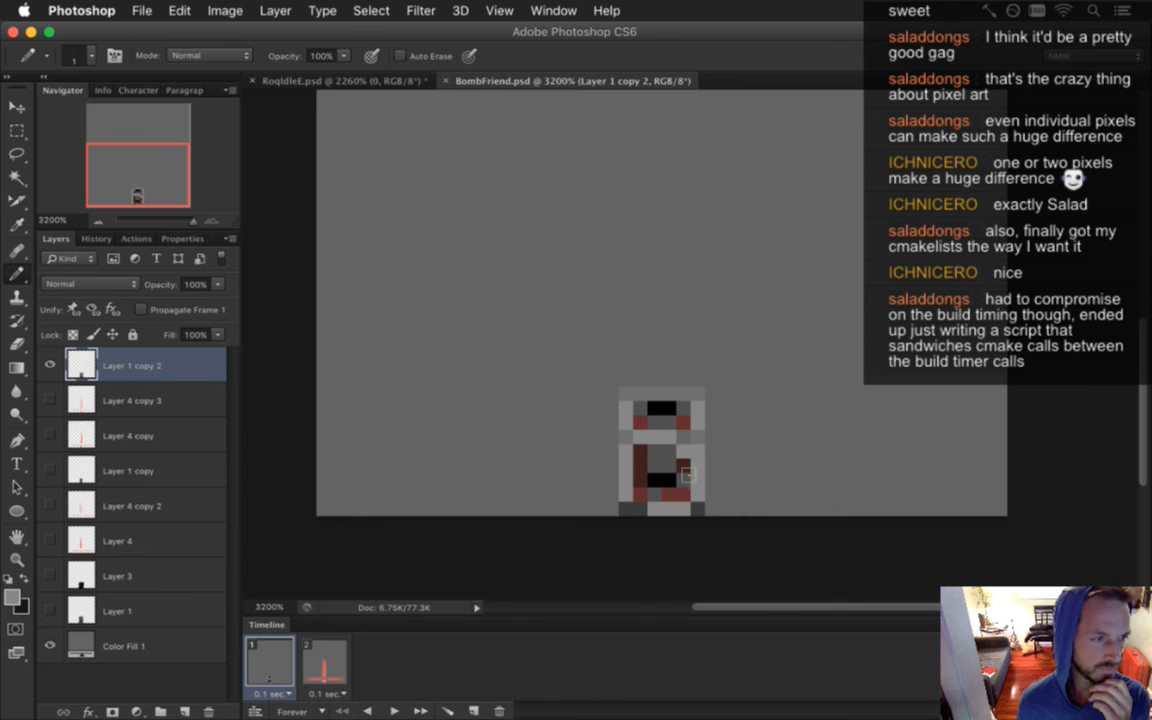 Photoshop File Edit Image Layer Type Select Filter 3D View Window Help
Adobe Photoshop CS6
1 Mode: Normal Opacity: 100% Auto Erase
RoqIdleE.psd @ 2260% (0, RGB/8*) *
BombFriend.psd @ 3200% (Layer 1 copy 2, RGB/8*)
Navigator Info Character Paragrap
3200%
Layers History Actions Properties
Kind
Normal Opacity: 100%
Unify: Propagate Frame 1
Lock: Fill: 100%
Layer 1 copy 2
Layer 4 copy 3
Layer 4 copy
Layer 1 copy
Layer 4 copy 2
Layer 4
Layer 3
Layer 1
Color Fill 1
3200% Doc: 6.75K/77.3K
Timeline
1 2
0.1 sec. 0.1 sec.
Forever
sweet
saladdongs I think it'd be a pretty
good gag
saladdongs that's the crazy thing
about pixel art
saladdongs even individual pixels
can make such a huge difference
ICHNICERO one or two pixels
make a huge difference
ICHNICERO exactly Salad
saladdongs also, finally got my
cmakelists the way I want it
ICHNICERO nice
saladdongs had to compromise
on the build timing though, ended
up just writing a script that
sandwiches cmake calls between
the build timer calls